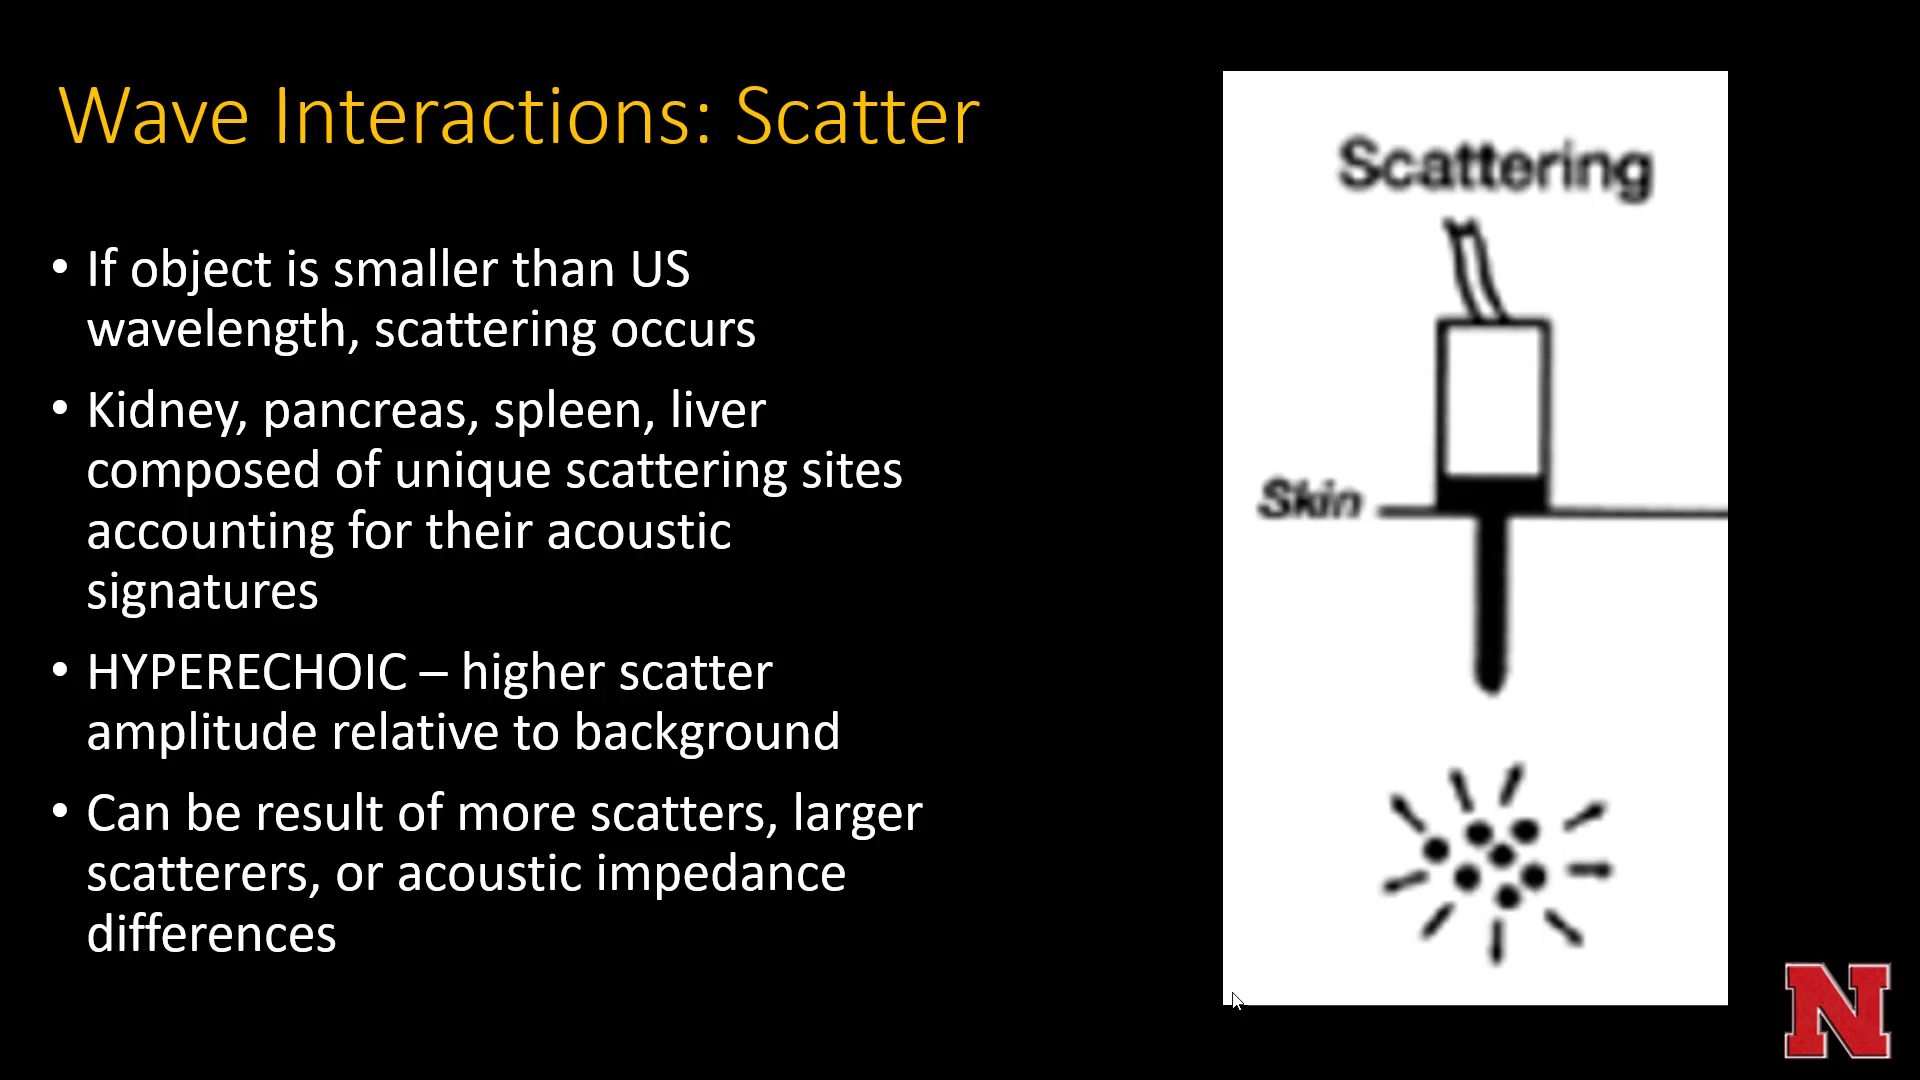 Wave Interactions: Scatter
• If object is smaller than US
wavelength, scattering occurs
• Kidney, pancreas, spleen, liver
composed of unique scattering sites
accounting for their acoustic
signatures
• HYPERECHOIC – higher scatter
amplitude relative to background
• Can be result of more scatters, larger
scatterers, or acoustic impedance
differences
Scattering
Skin
N